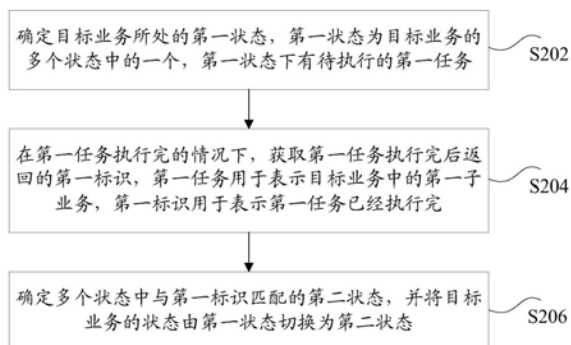 确定目标业务所处的第一状态，第一状态为目标业务的
多个状态中的一个，第一状态下有待执行的第一任务
S202
在第一任务执行完的情况下，获取第一任务执行完后返
回的第一标识，第一任务用于表示目标业务中的第一子
业务，第一标识用于表示第一任务已经执行完
S204
确定多个状态中与第一标识匹配的第二状态，并将目标
业务的状态由第一状态切换为第二状态
S206